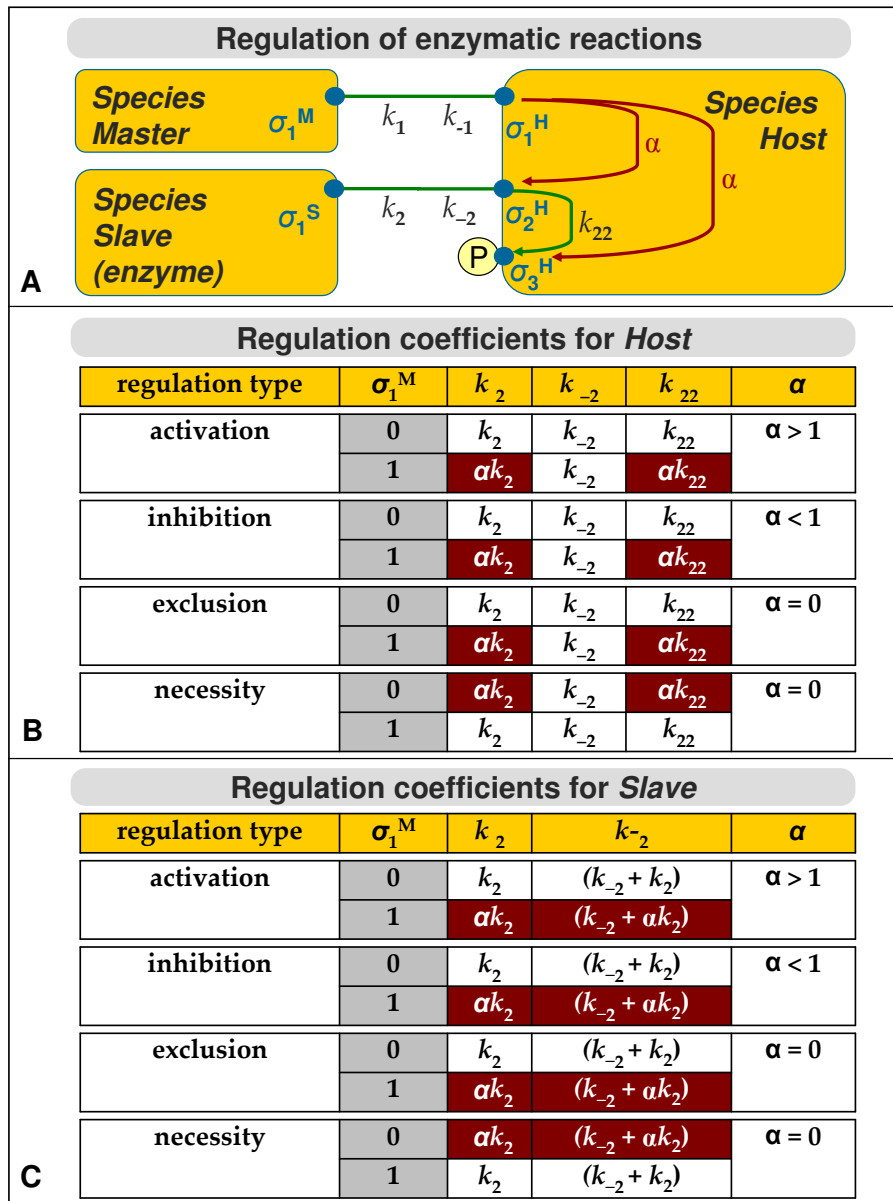 Regulation of enzymatic reactions
Species Master
σ₁ᴹ
k₁ k₋₁
σ₁ᴴ
Species Host
α
α
Species Slave (enzyme)
σ₁ˢ
k₂ k₋₂
σ₂ᴴ
k₂₂
P
σ₃ᴴ
A
Regulation coefficients for Host
regulation type σ₁ᴹ k₂ k₋₂ k₂₂ α
activation 0 k₂ k₋₂ k₂₂ α > 1
1 αk₂ k₋₂ αk₂₂
inhibition 0 k₂ k₋₂ k₂₂ α < 1
1 αk₂ k₋₂ αk₂₂
exclusion 0 k₂ k₋₂ k₂₂ α = 0
1 αk₂ k₋₂ αk₂₂
necessity 0 αk₂ k₋₂ αk₂₂ α = 0
1 k₂ k₋₂ k₂₂
B
Regulation coefficients for Slave
regulation type σ₁ᴹ k₂ k-₂ α
activation 0 k₂ (k₋₂ + k₂) α > 1
1 αk₂ (k₋₂ + αk₂)
inhibition 0 k₂ (k₋₂ + k₂) α < 1
1 αk₂ (k₋₂ + αk₂)
exclusion 0 k₂ (k₋₂ + k₂) α = 0
1 αk₂ (k₋₂ + αk₂)
necessity 0 αk₂ (k₋₂ + αk₂) α = 0
1 k₂ (k₋₂ + k₂)
C